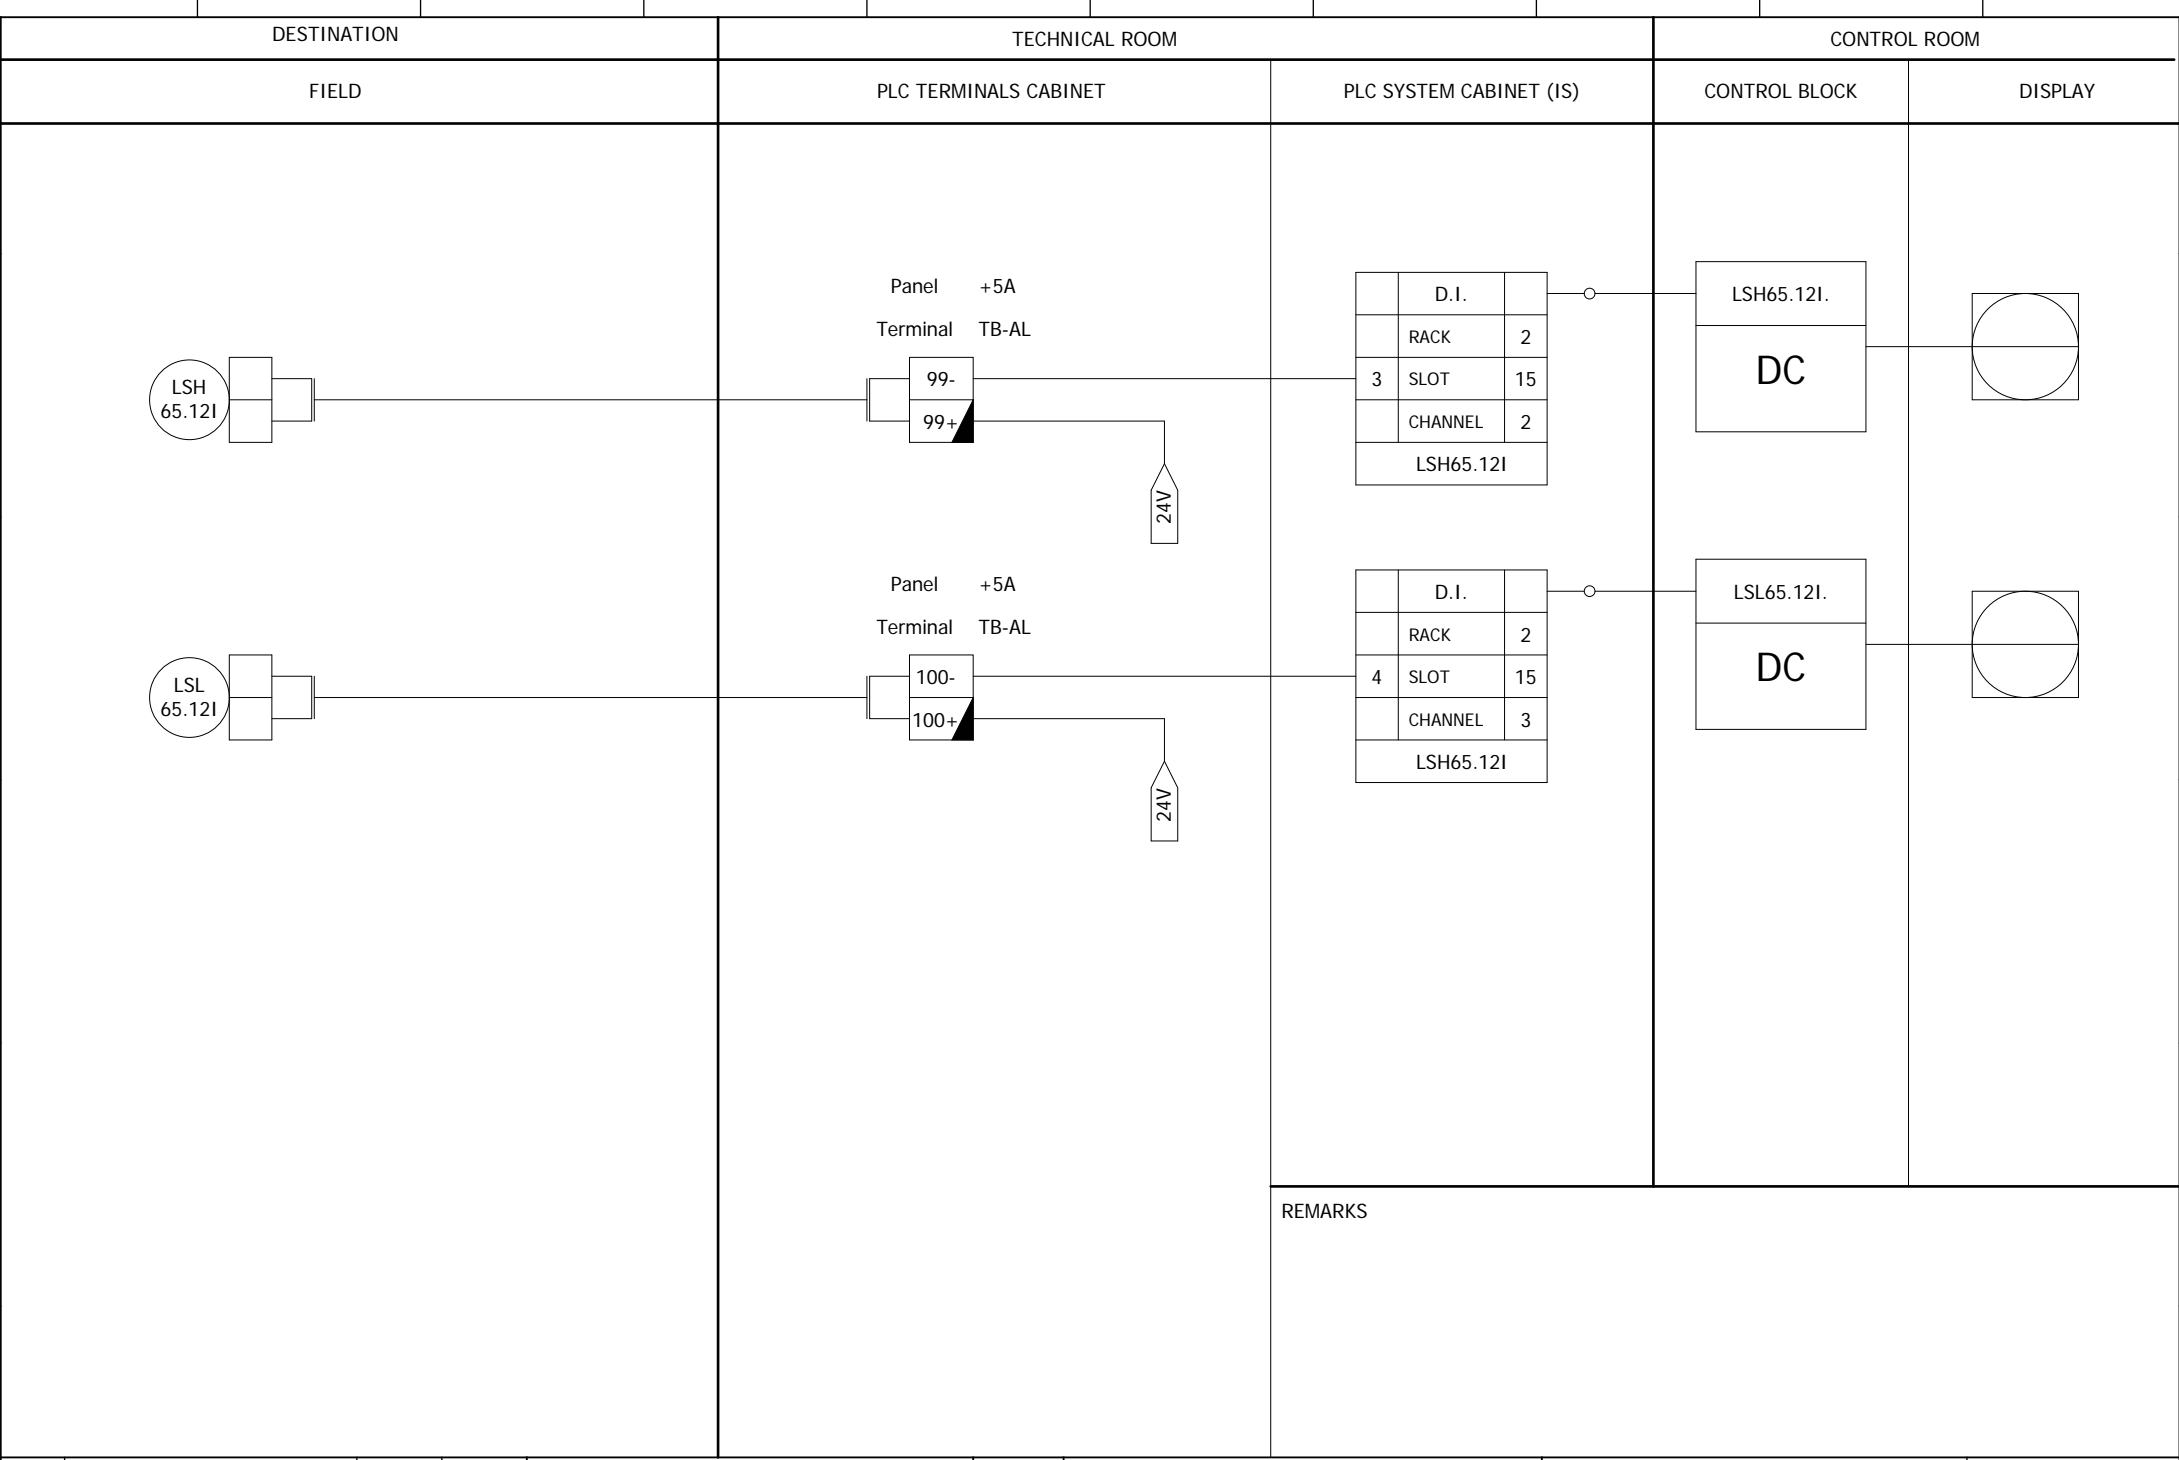 DESTINATION
TECHNICAL ROOM
CONTROL ROOM
FIELD
PLC TERMINALS CABINET
PLC SYSTEM CABINET (IS)
CONTROL BLOCK
DISPLAY
LSH
65.12I
Panel +5A
Terminal TB-AL
99-
99+
24V
D.I.
RACK 2
3 SLOT 15
CHANNEL 2
LSH65.12I
LSH65.12I.
DC
LSL
65.12I
Panel +5A
Terminal TB-AL
100-
100+
24V
D.I.
RACK 2
4 SLOT 15
CHANNEL 3
LSH65.12I
LSL65.12I.
DC
REMARKS